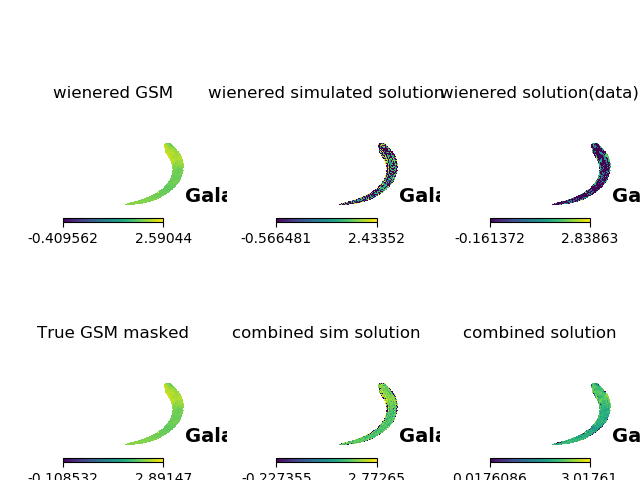 wienered GSM
wienered simulated solution
wienered solution(data)
Gala
Gala
Ga
-0.409562 2.59044
-0.566481 2.43352
-0.161372 2.83863
True GSM masked
combined sim solution
combined solution
Gala
Gala
Ga
-0.108532 2.89147
-0.227355 2.77265
0.0176086 3.01761